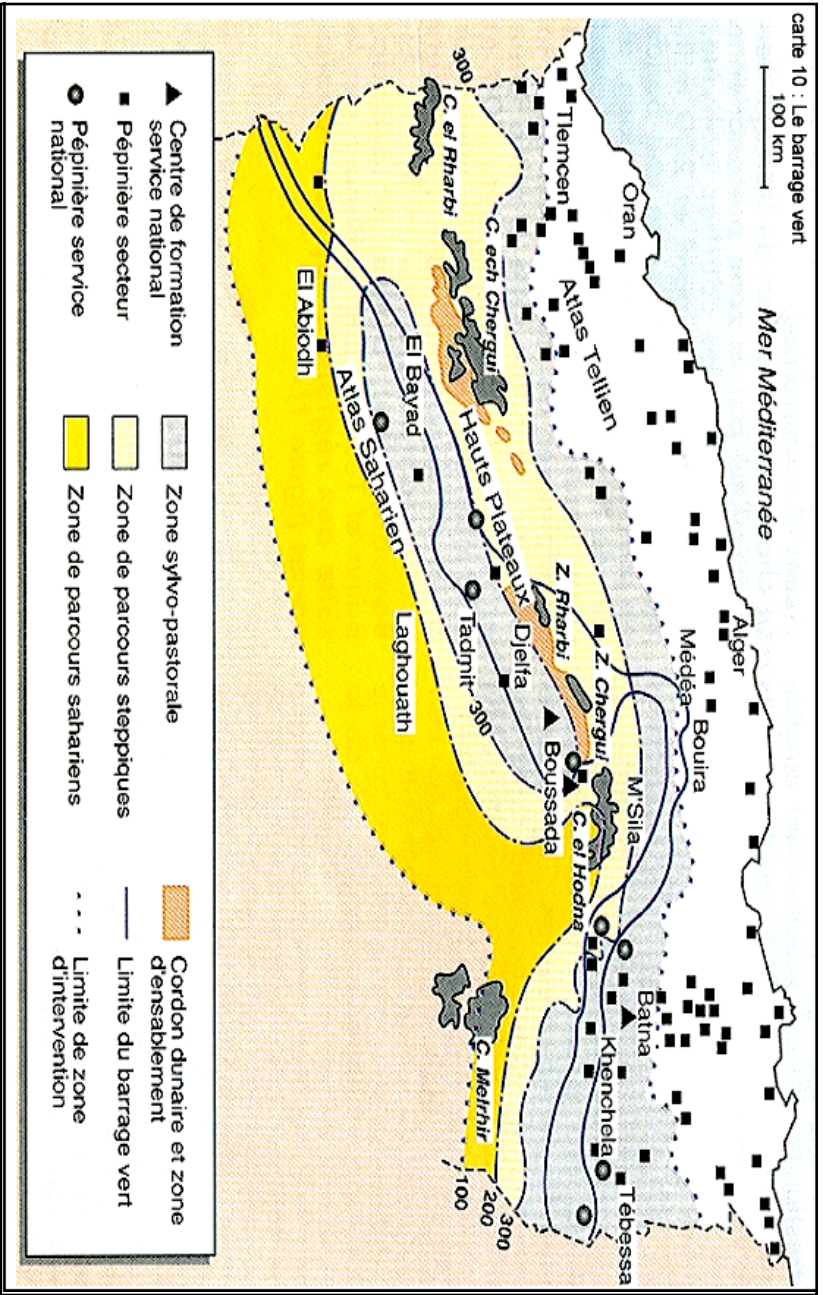 carte 10 : Le barrage vert
100 km
Mer Méditerranée
Alger
Oran
Bouira
Médéa
Tlemcen
Atlas Tellien
M'Sila
Batna
Khenchela
Tébessa
Z. Chergui
Z. Rharbi
C. el Hodna
Boussada
C. ech Chergui
Hauts Plateaux
Djelfa
C. el Rharbi
300
El Bayad
Tadmit
300
Atlas Saharien
Laghouath
El Abiodh
C. Melrhir
300
200
100
Centre de formation
service national
Pépinière secteur
Pépinière service
national
Zone sylvo-pastorale
Zone de parcours steppiques
Zone de parcours sahariens
Cordon dunaire et zone
d'ensablement
Limite du barrage vert
Limite de zone
d'intervention